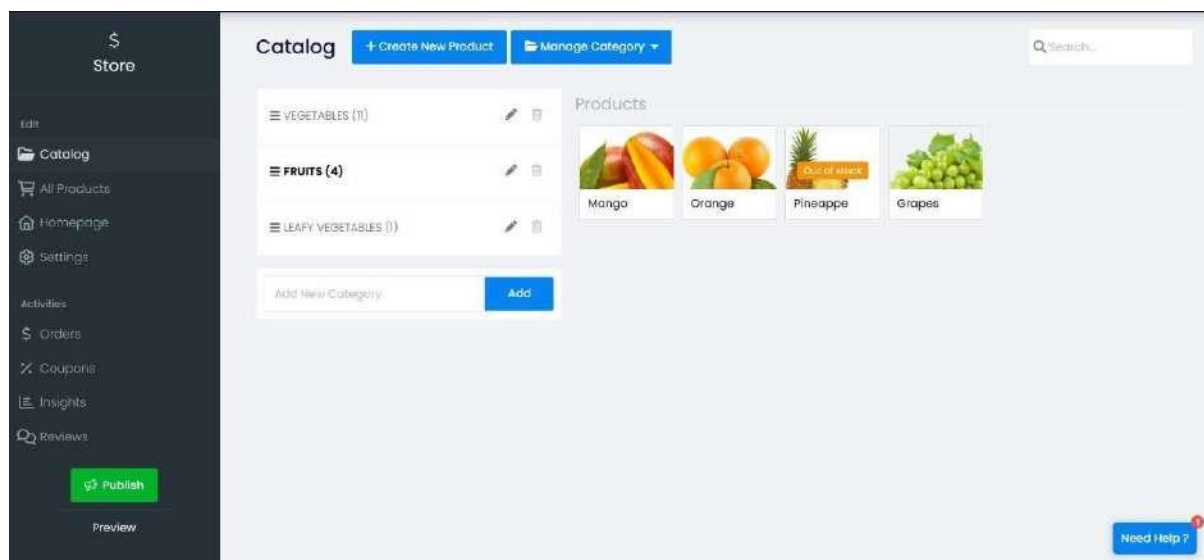 $
Store
Edit
Catalog
All Products
Homepage
Settings
Activities
$ Orders
Coupons
Insights
Reviews
Publish
Preview
Catalog
+ Create New Product
Manage Category
Search...
VEGETABLES (11)
FRUITS (4)
LEAFY VEGETABLES (1)
Add New Category
Add
Products
Mango
Orange
Out of stock
Pineappe
Grapes
Need Help ?